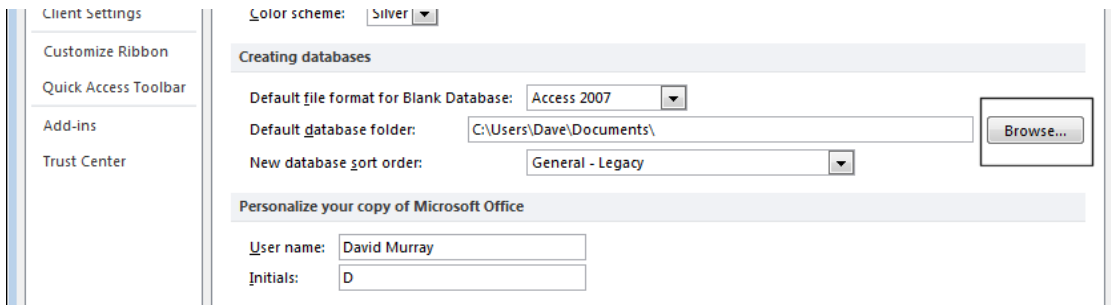 Client Settings
Customize Ribbon
Quick Access Toolbar
Add-ins
Trust Center
Color scheme: Silver
Creating databases
Default file format for Blank Database: Access 2007
Default database folder: C:\Users\Dave\Documents\ Browse...
New database sort order: General - Legacy
Personalize your copy of Microsoft Office
User name: David Murray
Initials: D